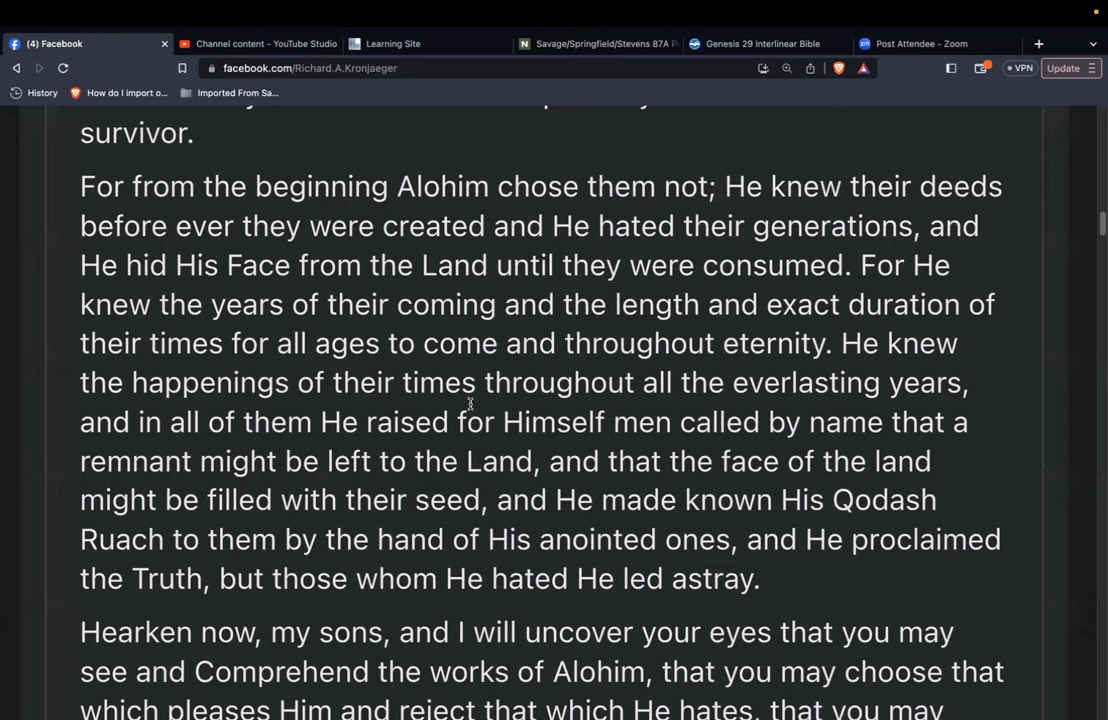 (4) Facebook
Channel content - YouTube Studio
Learning Site
Savage/Springfield/Stevens 87A P
Genesis 29 Interlinear Bible
Post Attendee - Zoom
facebook.com/Richard.A.Kronjaeger
VPN
Update
History
How do I import o...
Imported From Sa...
survivor.
For from the beginning Alohim chose them not; He knew their deeds
before ever they were created and He hated their generations, and
He hid His Face from the Land until they were consumed. For He
knew the years of their coming and the length and exact duration of
their times for all ages to come and throughout eternity. He knew
the happenings of their times throughout all the everlasting years,
and in all of them He raised for Himself men called by name that a
remnant might be left to the Land, and that the face of the land
might be filled with their seed, and He made known His Qodash
Ruach to them by the hand of His anointed ones, and He proclaimed
the Truth, but those whom He hated He led astray.
Hearken now, my sons, and I will uncover your eyes that you may
see and Comprehend the works of Alohim, that you may choose that
which pleases Him and reject that which He hates, that you may